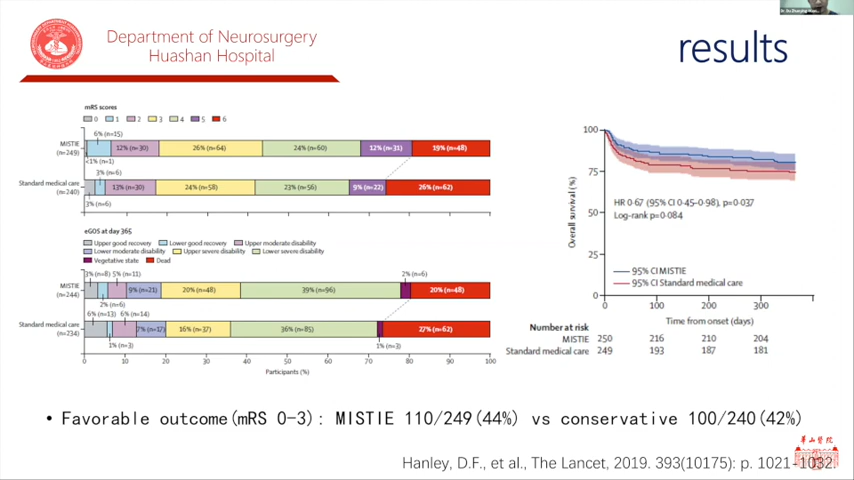 Department of Neurosurgery
Huashan Hospital
results
mRS scores
0 1 2 3 4 5 6
6% (n=15)
MISTIE
(n=249)
12% (n=30) 26% (n=64) 24% (n=60) 12% (n=31) 19% (n=48)
<1% (n=1)
3% (n=6)
Standard medical care
(n=240)
13% (n=30) 24% (n=58) 23% (n=56) 9% (n=22) 26% (n=62)
3% (n=6)
eGOS at day 365
Upper good recovery Lower good recovery Upper moderate disability
Lower moderate disability Upper severe disability Lower severe disability
Vegetative state Dead
3% (n=8) 5% (n=11) 2% (n=6)
MISTIE
(n=244)
9% (n=21) 20% (n=48) 39% (n=96) 20% (n=48)
2% (n=6)
6% (n=13) 6% (n=14)
Standard medical care
(n=234)
7% (n=17) 16% (n=37) 36% (n=85) 27% (n=62)
1% (n=3) 1% (n=3)
0 10 20 30 40 50 60 70 80 90 100
Participants (%)
100
75
50
25
0
Overall survival (%)
HR 0·67 (95% CI 0·45–0·98), p=0·037
Log-rank p=0·084
95% CI MISTIE
95% CI Standard medical care
0 100 200 300
Time from onset (days)
Number at risk
MISTIE 250 216 210 204
Standard medical care 249 193 187 181
• Favorable outcome(mRS 0-3): MISTIE 110/249(44%) vs conservative 100/240(42%)
華山醫院
Hanley, D.F., et al., The Lancet, 2019. 393(10175): p. 1021-1032.